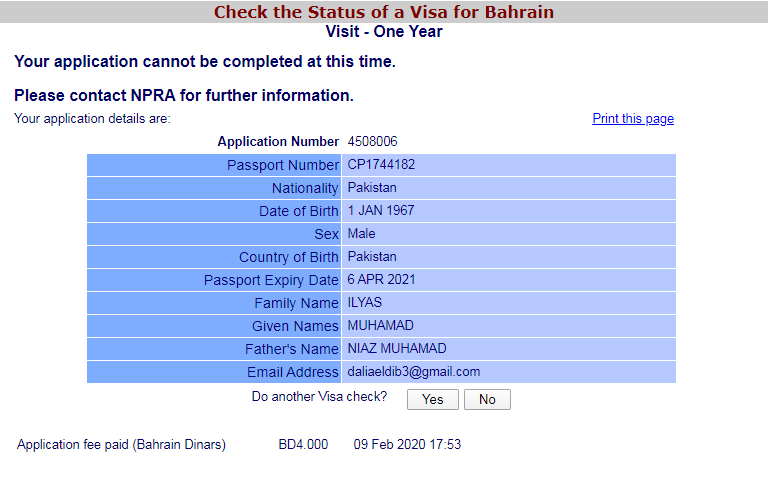 Check the Status of a Visa for Bahrain
Visit - One Year
Your application cannot be completed at this time.
Please contact NPRA for further information.
Your application details are: Print this page
Application Number 4508006
Passport Number CP1744182
Nationality Pakistan
Date of Birth 1 JAN 1967
Sex Male
Country of Birth Pakistan
Passport Expiry Date 6 APR 2021
Family Name ILYAS
Given Names MUHAMAD
Father's Name NIAZ MUHAMAD
Email Address daliaeldib3@gmail.com
Do another Visa check? Yes No
Application fee paid (Bahrain Dinars) BD4.000 09 Feb 2020 17:53